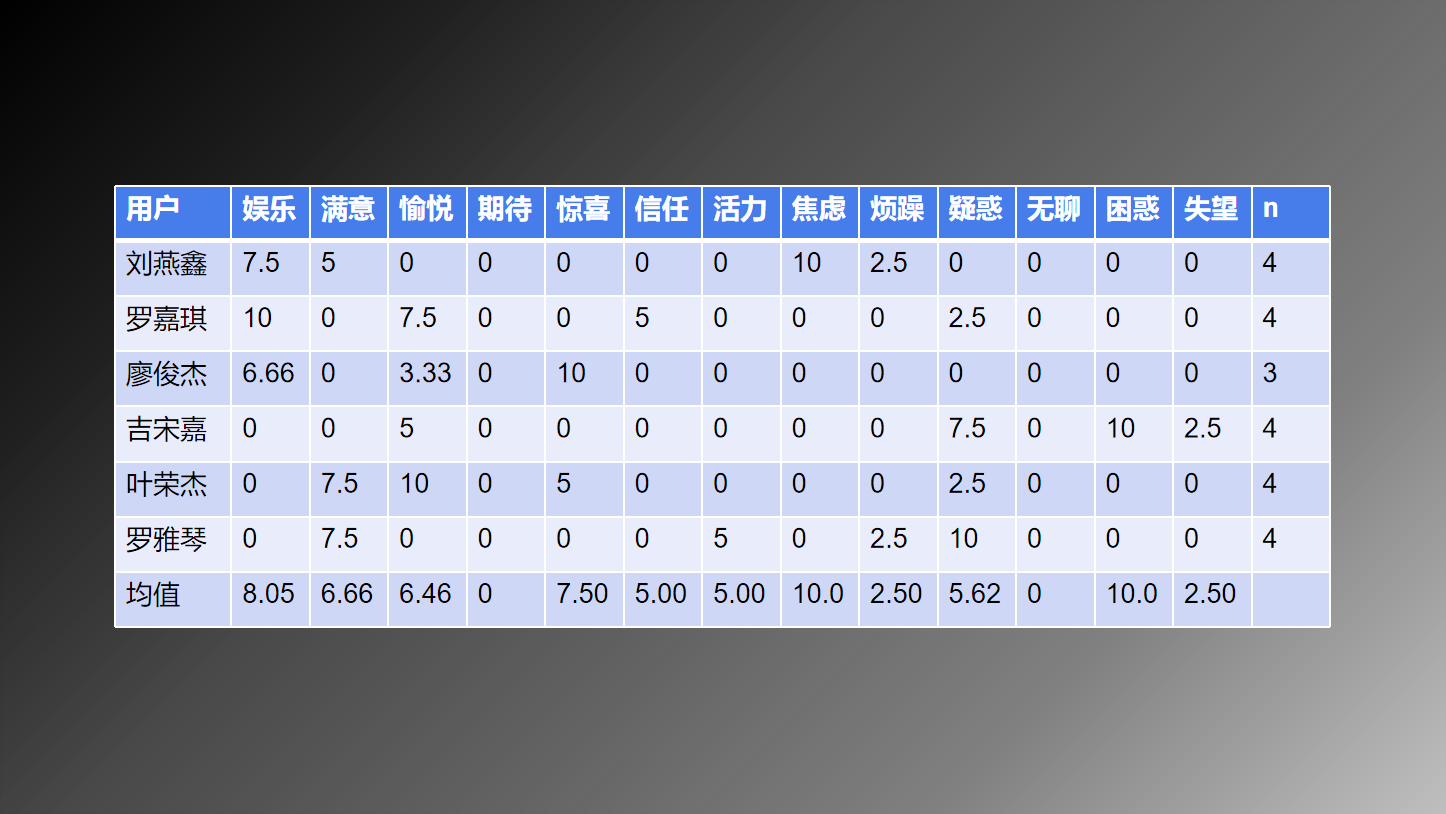 用户 娱乐 满意 愉悦 期待 惊喜 信任 活力 焦虑 烦躁 疑惑 无聊 困惑 失望 n
刘燕鑫 7.5 5 0 0 0 0 0 10 2.5 0 0 0 0 4
罗嘉琪 10 0 7.5 0 0 5 0 0 0 2.5 0 0 0 4
廖俊杰 6.66 0 3.33 0 10 0 0 0 0 0 0 0 0 3
吉宋嘉 0 0 5 0 0 0 0 0 0 7.5 0 10 2.5 4
叶荣杰 0 7.5 10 0 5 0 0 0 0 2.5 0 0 0 4
罗雅琴 0 7.5 0 0 0 0 5 0 2.5 10 0 0 0 4
均值 8.05 6.66 6.46 0 7.50 5.00 5.00 10.0 2.50 5.62 0 10.0 2.50